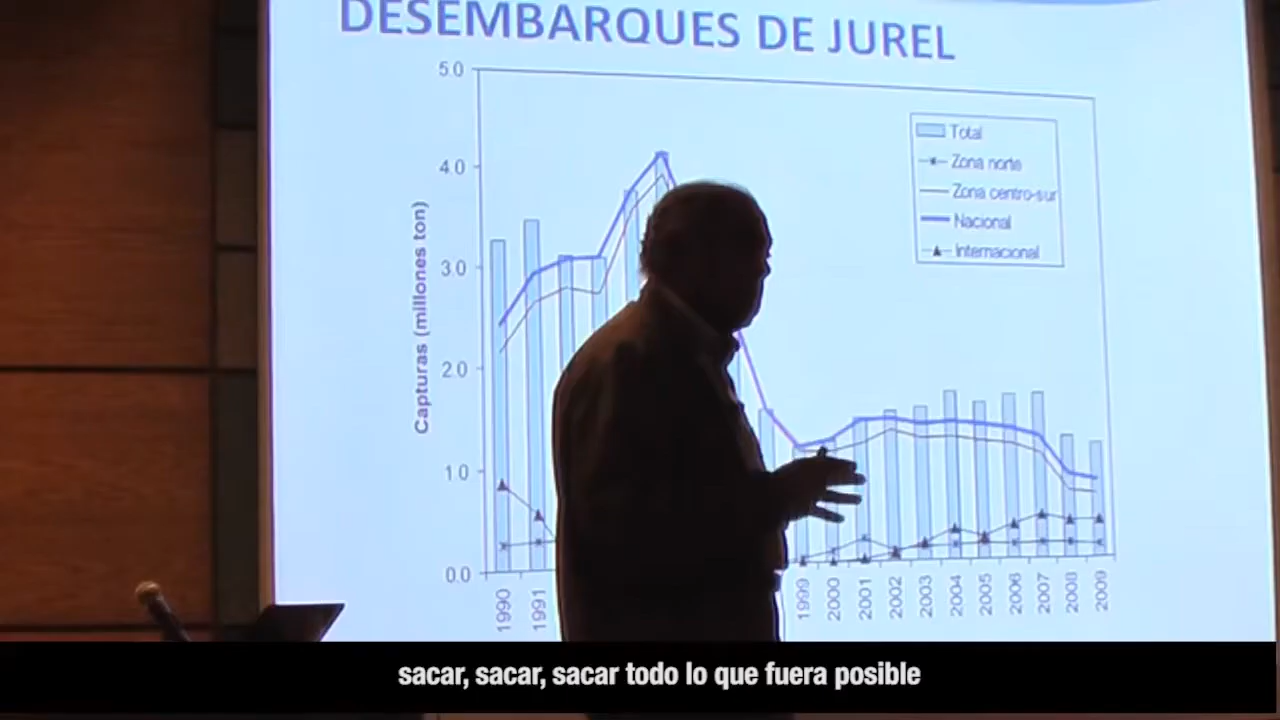 DESEMBARQUES DE JUREL
5.0
4.0
3.0
2.0
1.0
0.0
Capturas (millones ton)
Total
Zona norte
Zona centro-sur
Nacional
Internacional
1990
1991
1999
2000
2001
2002
2003
2004
2005
2006
2007
2008
2009
sacar, sacar, sacar todo lo que fuera posible